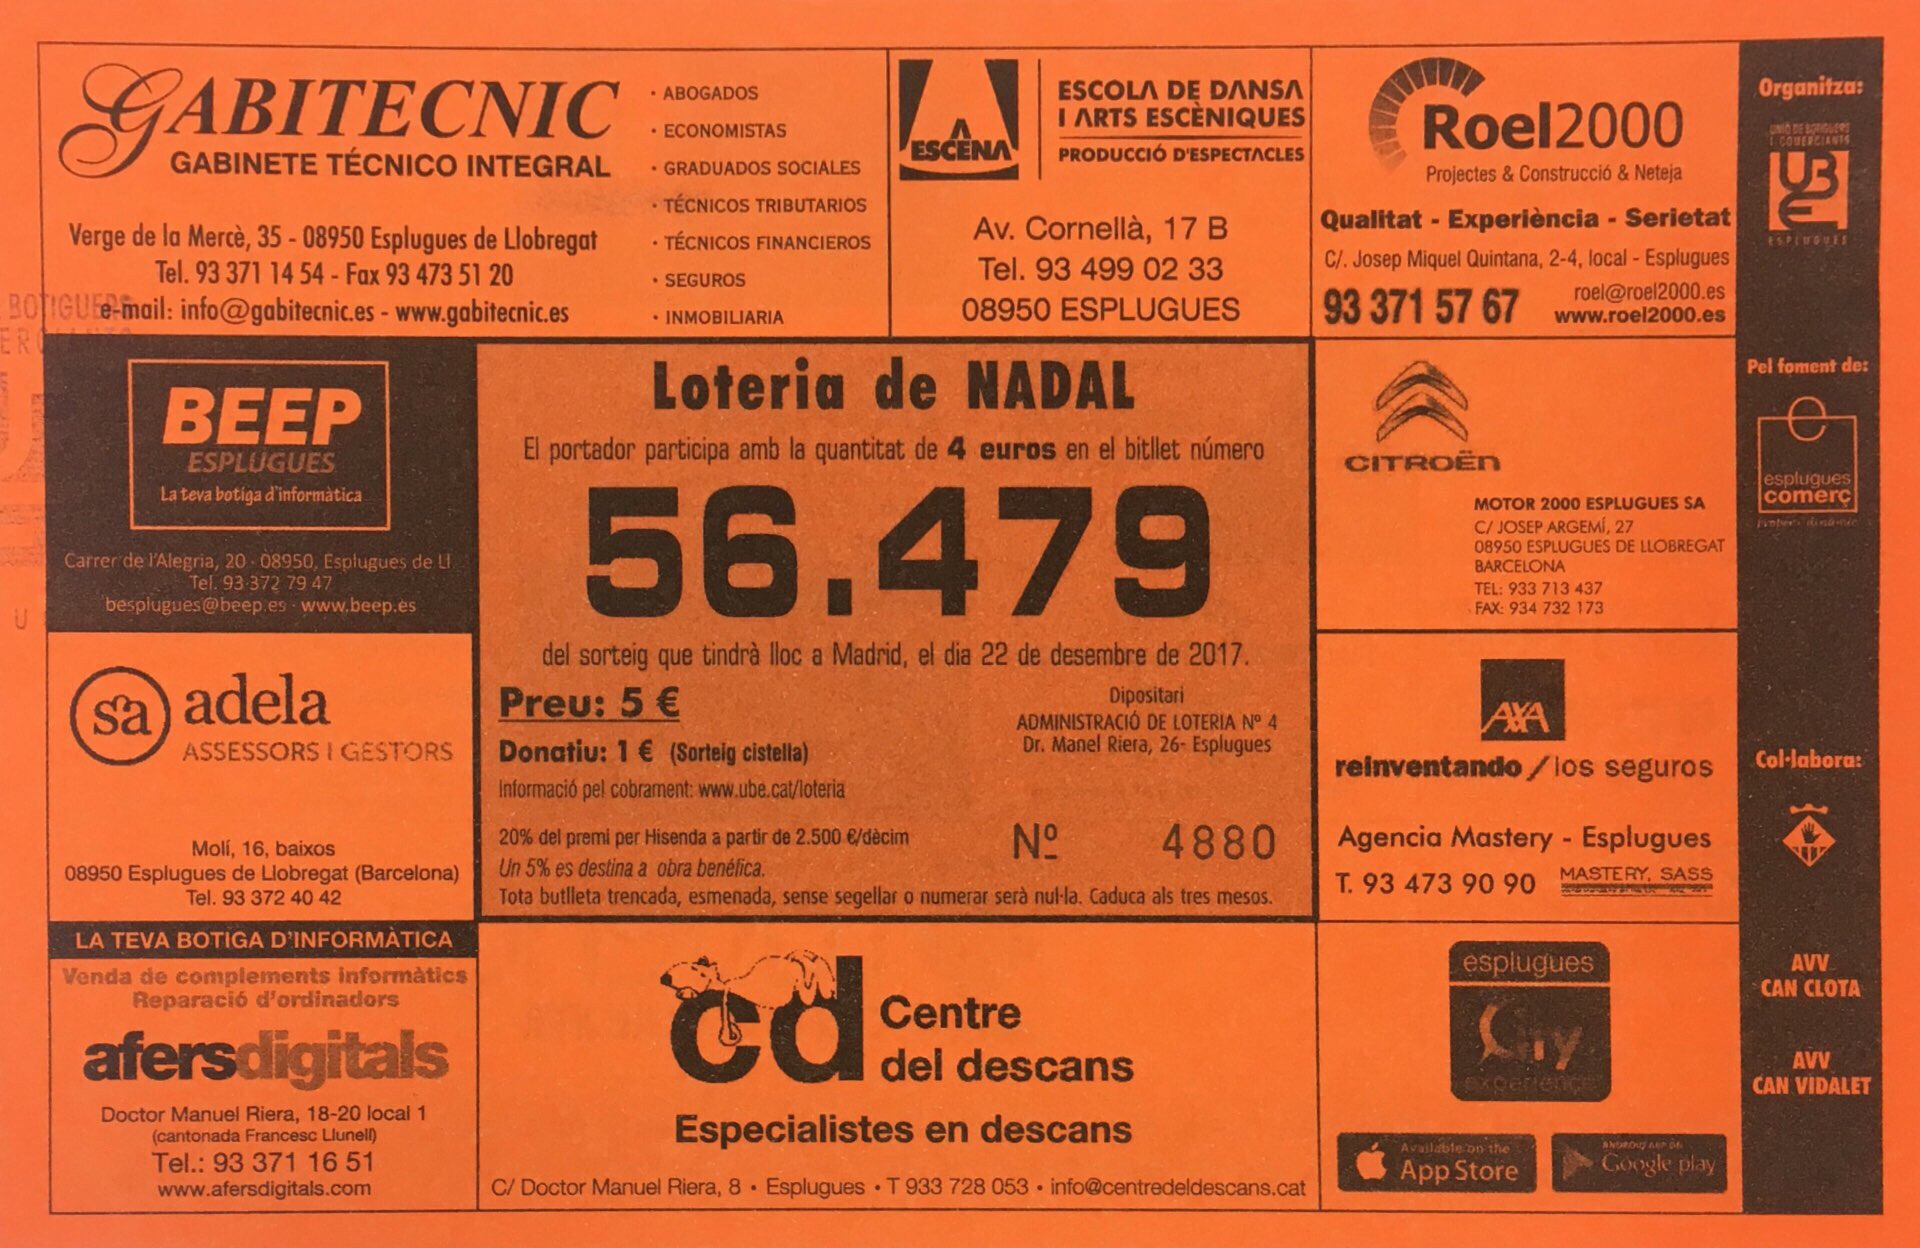 GABITECNIC
GABINETE TÉCNICO INTEGRAL
Verge de la Mercè, 35 - 08950 Esplugues de Llobregat
Tel. 93 371 14 54 - Fax 93 473 51 20
e-mail: info@gabitecnic.es - www.gabitecnic.es
· ABOGADOS
· ECONOMISTAS
· GRADUADOS SOCIALES
· TÉCNICOS TRIBUTARIOS
· TÉCNICOS FINANCIEROS
· SEGUROS
· INMOBILIARIA
A
ESCENA
ESCOLA DE DANSA
I ARTS ESCÈNIQUES
PRODUCCIÓ D'ESPECTACLES
Av. Cornellà, 17 B
Tel. 93 499 02 33
08950 ESPLUGUES
Roel2000
Projectes & Construcció & Neteja
Qualitat - Experiència - Serietat
C/. Josep Miquel Quintana, 2-4, local - Esplugues
93 371 57 67
roel@roel2000.es
www.roel2000.es
Organitza:
UNIÓ DE BOTIGUERS
I COMERCIANTS
UBE
ESPLUGUES
BOTIGUERS
BEEP
ESPLUGUES
La teva botiga d'informàtica
Carrer de l'Alegria, 20 · 08950, Esplugues de Ll
Tel. 93 372 79 47
besplugues@beep.es · www.beep.es
Loteria de NADAL
El portador participa amb la quantitat de 4 euros en el bitllet número
56.479
del sorteig que tindrà lloc a Madrid, el dia 22 de desembre de 2017.
Preu: 5 €
Donatiu: 1 € (Sorteig cistella)
Informació pel cobrament: www.ube.cat/loteria
Dipositari
ADMINISTRACIÓ DE LOTERIA Nº 4
Dr. Manel Riera, 26- Esplugues
20% del premi per Hisenda a partir de 2.500 €/dècim
Un 5% es destina a obra benéfica.
Nº 4880
Tota butlleta trencada, esmenada, sense segellar o numerar serà nul·la. Caduca als tres mesos.
CITROËN
MOTOR 2000 ESPLUGUES SA
C/ JOSEP ARGEMÍ, 27
08950 ESPLUGUES DE LLOBREGAT
BARCELONA
TEL: 933 713 437
FAX: 934 732 173
Pel foment de:
esplugues
comerç
sa adela
ASSESSORS I GESTORS
Molí, 16, baixos
08950 Esplugues de Llobregat (Barcelona)
Tel. 93 372 40 42
AXA
reinventando / los seguros
Agencia Mastery - Esplugues
T. 93 473 90 90
MASTERY, SASS
Col·labora:
AVV
CAN CLOTA
AVV
CAN VIDALET
LA TEVA BOTIGA D'INFORMÀTICA
Venda de complements informàtics
Reparació d'ordinadors
afersdigitals
Doctor Manuel Riera, 18-20 local 1
(cantonada Francesc Llunell)
Tel.: 93 371 16 51
www.afersdigitals.com
cd
Centre
del descans
Especialistes en descans
C/ Doctor Manuel Riera, 8 · Esplugues · T 933 728 053 · info@centredeldescans.cat
esplugues
City
experience
Available on the
App Store
ANDROID APP ON
Google play